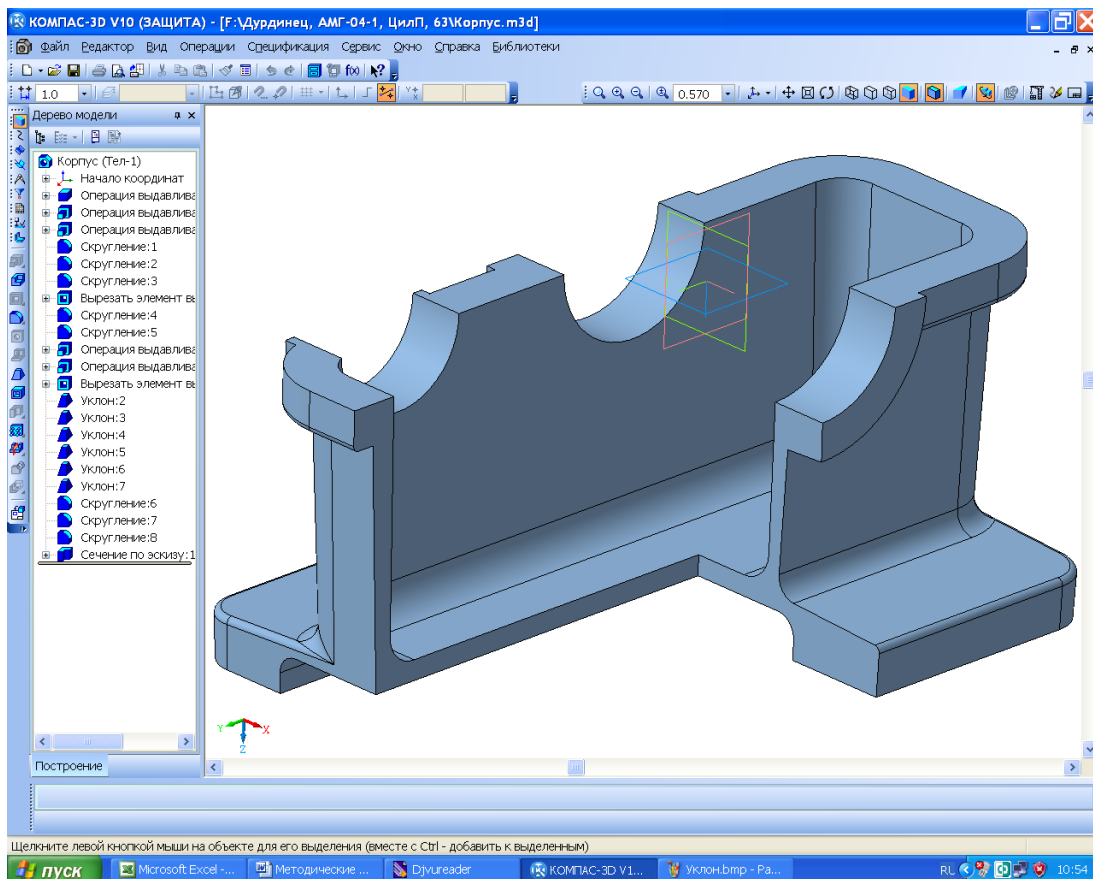 КОМПАС-3D V10 (ЗАЩИТА) - [F:\Дурдинец, АМГ-04-1, ЦилП, 63\Корпус.m3d]
Файл Редактор Вид Операции Спецификация Сервис Окно Справка Библиотеки
1.0 0.570
Дерево модели
Корпус (Тел-1)
Начало координат
Операция выдавлива
Операция выдавлива
Операция выдавлива
Скругление:1
Скругление:2
Скругление:3
Вырезать элемент вы
Скругление:4
Скругление:5
Операция выдавлива
Операция выдавлива
Вырезать элемент вы
Уклон:2
Уклон:3
Уклон:4
Уклон:5
Уклон:6
Уклон:7
Скругление:6
Скругление:7
Скругление:8
Сечение по эскизу:1
Y X
Z
Построение
Щелкните левой кнопкой мыши на объекте для его выделения (вместе с Ctrl - добавить к выделенным)
пуск Microsoft Excel -... Методические ... Djvureader КОМПАС-3D V1... Уклон.bmp - Pa... RU 10:54